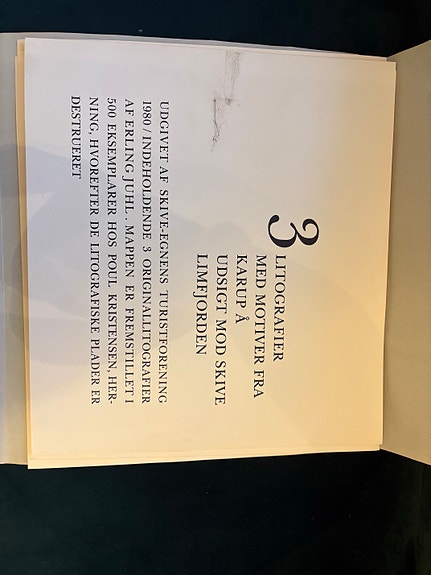 3 LITOGRAFIER
MED MOTIVER FRA
KARUP Å
UDSIGT MOD SKIVE
LIMFJORDEN
UDGIVET AF SKIVE-EGNENS TURISTFORENING
1980 / INDEHOLDENDE 3 ORIGINALLITOGRAFIER
AF ERLING JUHL . MAPPEN ER FREMSTILLET I
500 EKSEMPLARER HOS POUL KRISTENSEN, HER-
NING, HVOREFTER DE LITOGRAFISKE PLADER ER
DESTRUERET